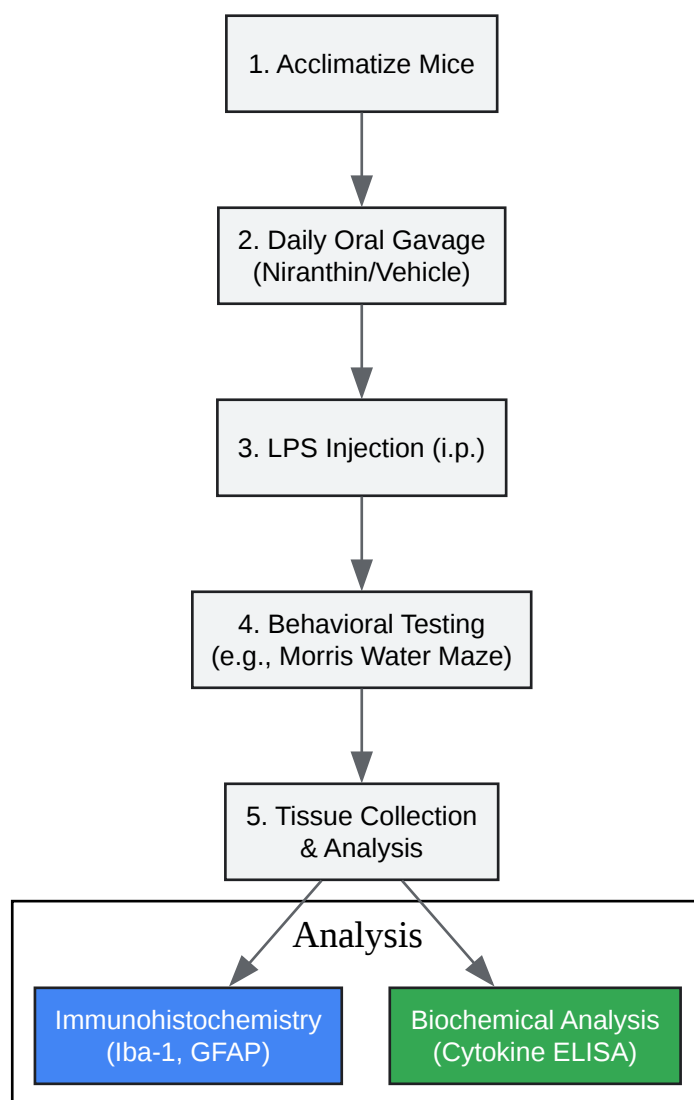 1. Acclimatize Mice
2. Daily Oral Gavage
(Niranthin/Vehicle)
3. LPS Injection (i.p.)
4. Behavioral Testing
(e.g., Morris Water Maze)
5. Tissue Collection
& Analysis
Analysis
Immunohistochemistry
(Iba-1, GFAP)
Biochemical Analysis
(Cytokine ELISA)